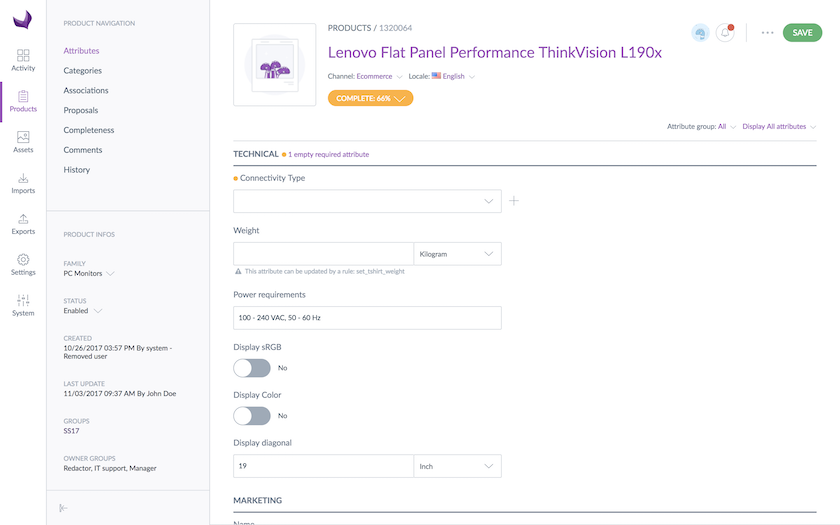 Activity
Products
Assets
Imports
Exports
Settings
System
PRODUCT NAVIGATION
Attributes
Categories
Associations
Proposals
Completeness
Comments
History
PRODUCT INFOS
FAMILY
PC Monitors
STATUS
Enabled
CREATED
10/26/2017 03:57 PM By system -
Removed user
LAST UPDATE
11/03/2017 09:37 AM By John Doe
GROUPS
SS17
OWNER GROUPS
Redactor, IT support, Manager
PRODUCTS / 1320064
SAVE
Lenovo Flat Panel Performance ThinkVision L190x
Channel: Ecommerce Locale: English
COMPLETE: 66%
Attribute group: All Display All attributes
TECHNICAL 1 empty required attribute
Connectivity Type
Weight
Kilogram
This attribute can be updated by a rule: set_tshirt_weight
Power requirements
100 - 240 VAC, 50 - 60 Hz
Display sRGB
No
Display Color
No
Display diagonal
19 Inch
MARKETING
Name